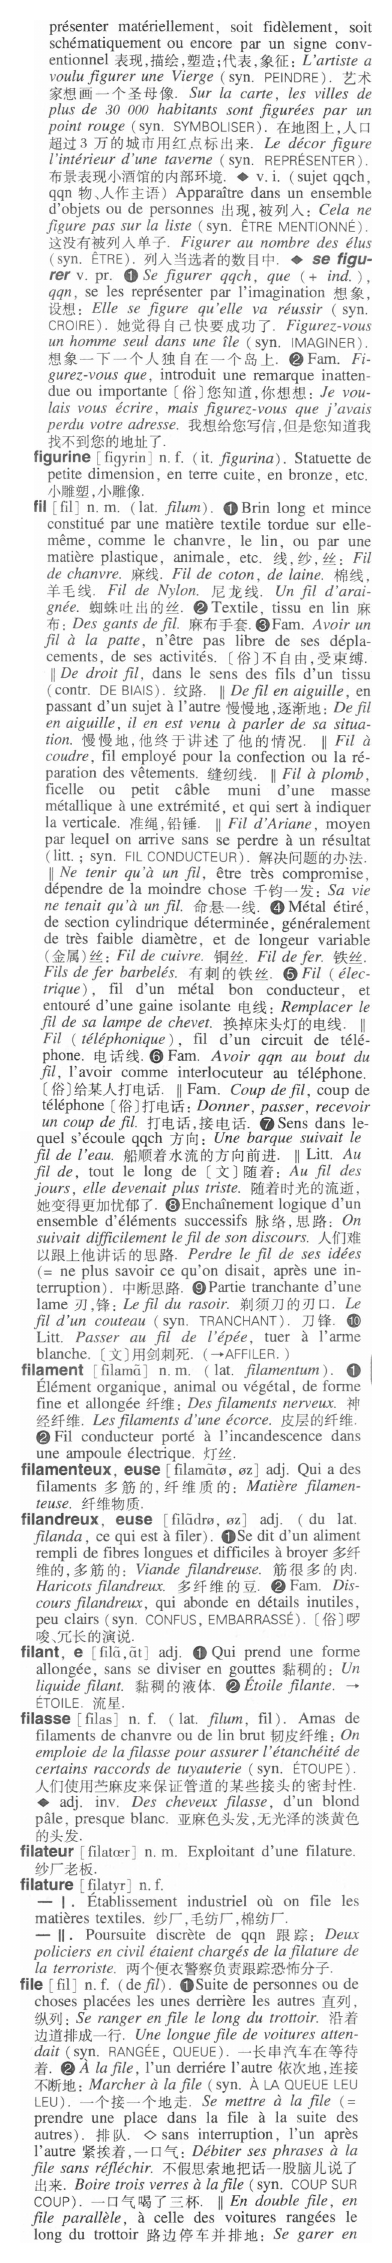 présenter matériellement, soit fidèlement, soit
schématiquement ou encore par un signe conv-
entionnel 表现,描绘,塑造;代表,象征: L'artiste a
voulu figurer une Vierge (syn. PEINDRE). 艺术
家想画一个圣母像. Sur la carte, les villes de
plus de 30 000 habitants sont figurées par un
point rouge (syn. SYMBOLISER). 在地图上,人口
超过 3 万的城市用红点标出来. Le décor figure
l'intérieur d'une taverne (syn. REPRÉSENTER).
布景表现小酒馆的内部环境. ◆ v. i. (sujet qqch,
qqn 物、人作主语) Apparaître dans un ensemble
d'objets ou de personnes 出现,被列入: Cela ne
figure pas sur la liste (syn. ÊTRE MENTIONNÉ).
这没有被列入单子. Figurer au nombre des élus
(syn. ÊTRE). 列入当选者的数目中. ◆ se figu-
rer v. pr. ❶ Se figurer qqch, que (+ ind.),
qqn, se les représenter par l'imagination 想象,
设想: Elle se figure qu'elle va réussir (syn.
CROIRE). 她觉得自己快要成功了. Figurez-vous
un homme seul dans une île (syn. IMAGINER).
想象一下一个人独自在一个岛上. ❷ Fam. Fi-
gurez-vous que, introduit une remarque inatten-
due ou importante [俗]您知道,你想想: Je vou-
lais vous écrire, mais figurez-vous que j'avais
perdu votre adresse. 我想给您写信,但是您知道我
找不到您的地址了.
figurine [figyrin] n. f. (it. figurina). Statuette de
petite dimension, en terre cuite, en bronze, etc.
小雕塑,小雕像.
fil [fil] n. m. (lat. filum). ❶ Brin long et mince
constitué par une matière textile tordue sur elle-
même, comme le chanvre, le lin, ou par une
matière plastique, animale, etc. 线,纱,丝: Fil
de chanvre. 麻线. Fil de coton, de laine. 棉线,
羊毛线. Fil de Nylon. 尼龙线. Un fil d'arai-
gnée. 蜘蛛吐出的丝. ❷ Textile, tissu en lin 麻
布: Des gants de fil. 麻布手套. ❸ Fam. Avoir un
fil à la patte, n'être pas libre de ses dépla-
cements, de ses activités. [俗]不自由,受束缚.
‖ De droit fil, dans le sens des fils d'un tissu
(contr. DE BIAIS). 纹路. ‖ De fil en aiguille, en
passant d'un sujet à l'autre 慢慢地,逐渐地: De fil
en aiguille, il en est venu à parler de sa situa-
tion. 慢慢地,他终于讲述了他的情况. ‖ Fil à
coudre, fil employé pour la confection ou la ré-
paration des vêtements. 缝纫线. ‖ Fil à plomb,
ficelle ou petit câble muni d'une masse
métallique à une extrémité, et qui sert à indiquer
la verticale. 准绳,铅锤. ‖ Fil d'Ariane, moyen
par lequel on arrive sans se perdre à un résultat
(litt. ; syn. FIL CONDUCTEUR). 解决问题的办法.
‖ Ne tenir qu'à un fil, être très compromise,
dépendre de la moindre chose 千钧一发: Sa vie
ne tenait qu'à un fil. 命悬一线. ❹ Métal étiré,
de section cylindrique déterminée, généralement
de très faible diamètre, et de longeur variable
(金属)丝: Fil de cuivre. 铜丝. Fil de fer. 铁丝.
Fils de fer barbelés. 有刺的铁丝. ❺ Fil (élec-
trique), fil d'un métal bon conducteur, et
entouré d'une gaine isolante 电线: Remplacer le
fil de sa lampe de chevet. 换掉床头灯的电线. ‖
Fil (téléphonique), fil d'un circuit de télé-
phone. 电话线. ❻ Fam. Avoir qqn au bout du
fil, l'avoir comme interlocuteur au téléphone.
[俗]给某人打电话. ‖ Fam. Coup de fil, coup de
téléphone [俗]打电话: Donner, passer, recevoir
un coup de fil. 打电话,接电话. ❼ Sens dans le-
quel s'écoule qqch 方向: Une barque suivait le
fil de l'eau. 船顺着水流的方向前进. ‖ Litt. Au
fil de, tout le long de [文]随着: Au fil des
jours, elle devenait plus triste. 随着时光的流逝,
她变得更加忧郁了. ❽ Enchaînement logique d'un
ensemble d'éléments successifs 脉络,思路: On
suivait difficilement le fil de son discours. 人们难
以跟上他讲话的思路. Perdre le fil de ses idées
(= ne plus savoir ce qu'on disait, après une in-
terruption). 中断思路. ❾ Partie tranchante d'une
lame 刃,锋: Le fil du rasoir. 剃须刀的刃口. Le
fil d'un couteau (syn. TRANCHANT). 刀锋. ❿
Litt. Passer au fil de l'épée, tuer à l'arme
blanche. [文]用剑刺死. (→AFFILER.)
filament [filamɑ̃] n. m. (lat. filamentum). ❶
Élément organique, animal ou végétal, de forme
fine et allongée 纤维: Des filaments nerveux. 神
经纤维. Les filaments d'une écorce. 皮层的纤维.
❷ Fil conducteur porté à l'incandescence dans
une ampoule électrique. 灯丝.
filamenteux, euse [filamɑ̃tø, øz] adj. Qui a des
filaments 多筋的,纤维质的: Matière filamen-
teuse. 纤维物质.
filandreux, euse [filɑ̃drø, øz] adj. (du lat.
filanda, ce qui est à filer). ❶ Se dit d'un aliment
rempli de fibres longues et difficiles à broyer 多纤
维的,多筋的: Viande filandreuse. 筋很多的肉.
Haricots filandreux. 多纤维的豆. ❷ Fam. Dis-
cours filandreux, qui abonde en détails inutiles,
peu clairs (syn. CONFUS, EMBARRASSÉ). [俗]啰
唆、冗长的演说.
filant, e [filɑ̃, ɑ̃t] adj. ❶ Qui prend une forme
allongée, sans se diviser en gouttes 黏稠的: Un
liquide filant. 黏稠的液体. ❷ Étoile filante. →
ÉTOILE. 流星.
filasse [filas] n. f. (lat. filum, fil). Amas de
filaments de chanvre ou de lin brut 韧皮纤维: On
emploie de la filasse pour assurer l'étanchéité de
certains raccords de tuyauterie (syn. ÉTOUPE).
人们使用苎麻皮来保证管道的某些接头的密封性.
◆ adj. inv. Des cheveux filasse, d'un blond
pâle, presque blanc. 亚麻色头发,无光泽的淡黄色
的头发.
filateur [filatœr] n. m. Exploitant d'une filature.
纱厂老板.
filature [filatyr] n. f.
— Ⅰ. Établissement industriel où on file les
matières textiles. 纱厂,毛纺厂,棉纺厂.
— Ⅱ. Poursuite discrète de qqn 跟踪: Deux
policiers en civil étaient chargés de la filature de
la terroriste. 两个便衣警察负责跟踪恐怖分子.
file [fil] n. f. (de fil). ❶ Suite de personnes ou de
choses placées les unes derrière les autres 直列,
纵列: Se ranger en file le long du trottoir. 沿着
边道排成一行. Une longue file de voitures atten-
dait (syn. RANGÉE, QUEUE). 一长串汽车在等待
着. ❷ À la file, l'un derriére l'autre 依次地,连接
不断地: Marcher à la file (syn. À LA QUEUE LEU
LEU). 一个接一个地走. Se mettre à la file (=
prendre une place dans la file à la suite des
autres). 排队. ◇ sans interruption, l'un après
l'autre 紧挨着,一口气: Débiter ses phrases à la
file sans réfléchir. 不假思索地把话一股脑儿说了
出来. Boire trois verres à la file (syn. COUP SUR
COUP). 一口气喝了三杯. ‖ En double file, en
file parallèle, à celle des voitures rangées le
long du trottoir 路边停车并排地: Se garer en